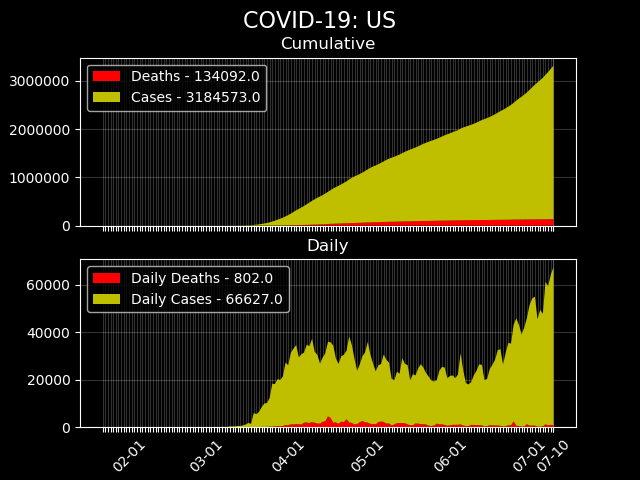 COVID-19: US
Cumulative
Deaths - 134092.0
Cases - 3184573.0
3000000
2000000
1000000
0
Daily
Daily Deaths - 802.0
Daily Cases - 66627.0
60000
40000
20000
0
02-01 03-01 04-01 05-01 06-01 07-01 07-10